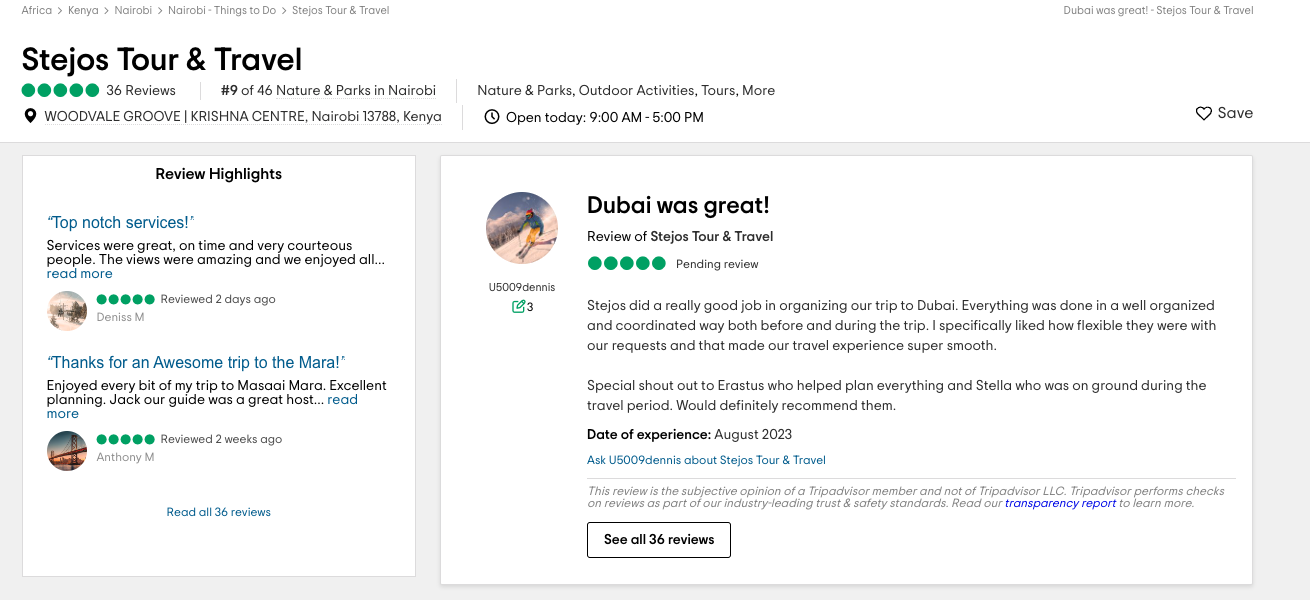 Africa > Kenya > Nairobi > Nairobi - Things to Do > Stejos Tour & Travel
Dubai was great! - Stejos Tour & Travel
Stejos Tour & Travel
36 Reviews
#9 of 46 Nature & Parks in Nairobi
Nature & Parks, Outdoor Activities, Tours, More
WOODVALE GROOVE | KRISHNA CENTRE, Nairobi 13788, Kenya
Open today: 9:00 AM - 5:00 PM
Save
Review Highlights
“Top notch services!”
Services were great, on time and very courteous
people. The views were amazing and we enjoyed all...
read more
Reviewed 2 days ago
Deniss M
“Thanks for an Awesome trip to the Mara!”
Enjoyed every bit of my trip to Masaai Mara. Excellent
planning. Jack our guide was a great host... read
more
Reviewed 2 weeks ago
Anthony M
Read all 36 reviews
U5009dennis
3
Dubai was great!
Review of Stejos Tour & Travel
Pending review
Stejos did a really good job in organizing our trip to Dubai. Everything was done in a well organized
and coordinated way both before and during the trip. I specifically liked how flexible they were with
our requests and that made our travel experience super smooth.
Special shout out to Erastus who helped plan everything and Stella who was on ground during the
travel period. Would definitely recommend them.
Date of experience: August 2023
Ask U5009dennis about Stejos Tour & Travel
This review is the subjective opinion of a Tripadvisor member and not of Tripadvisor LLC. Tripadvisor performs checks
on reviews as part of our industry-leading trust & safety standards. Read our transparency report to learn more.
See all 36 reviews